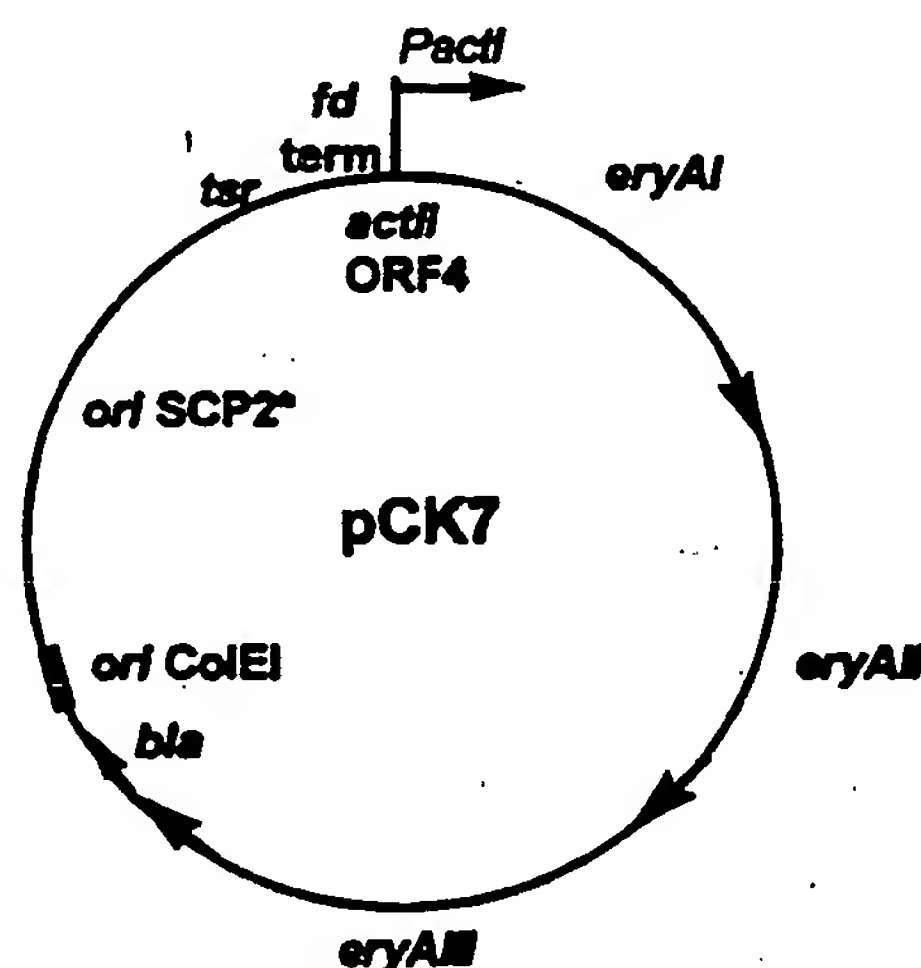 PactI
fd
term
tsr
eryAI
actII
ORF4
ori SCP2*
pCK7
ori ColEI
eryAII
bla
eryAIII